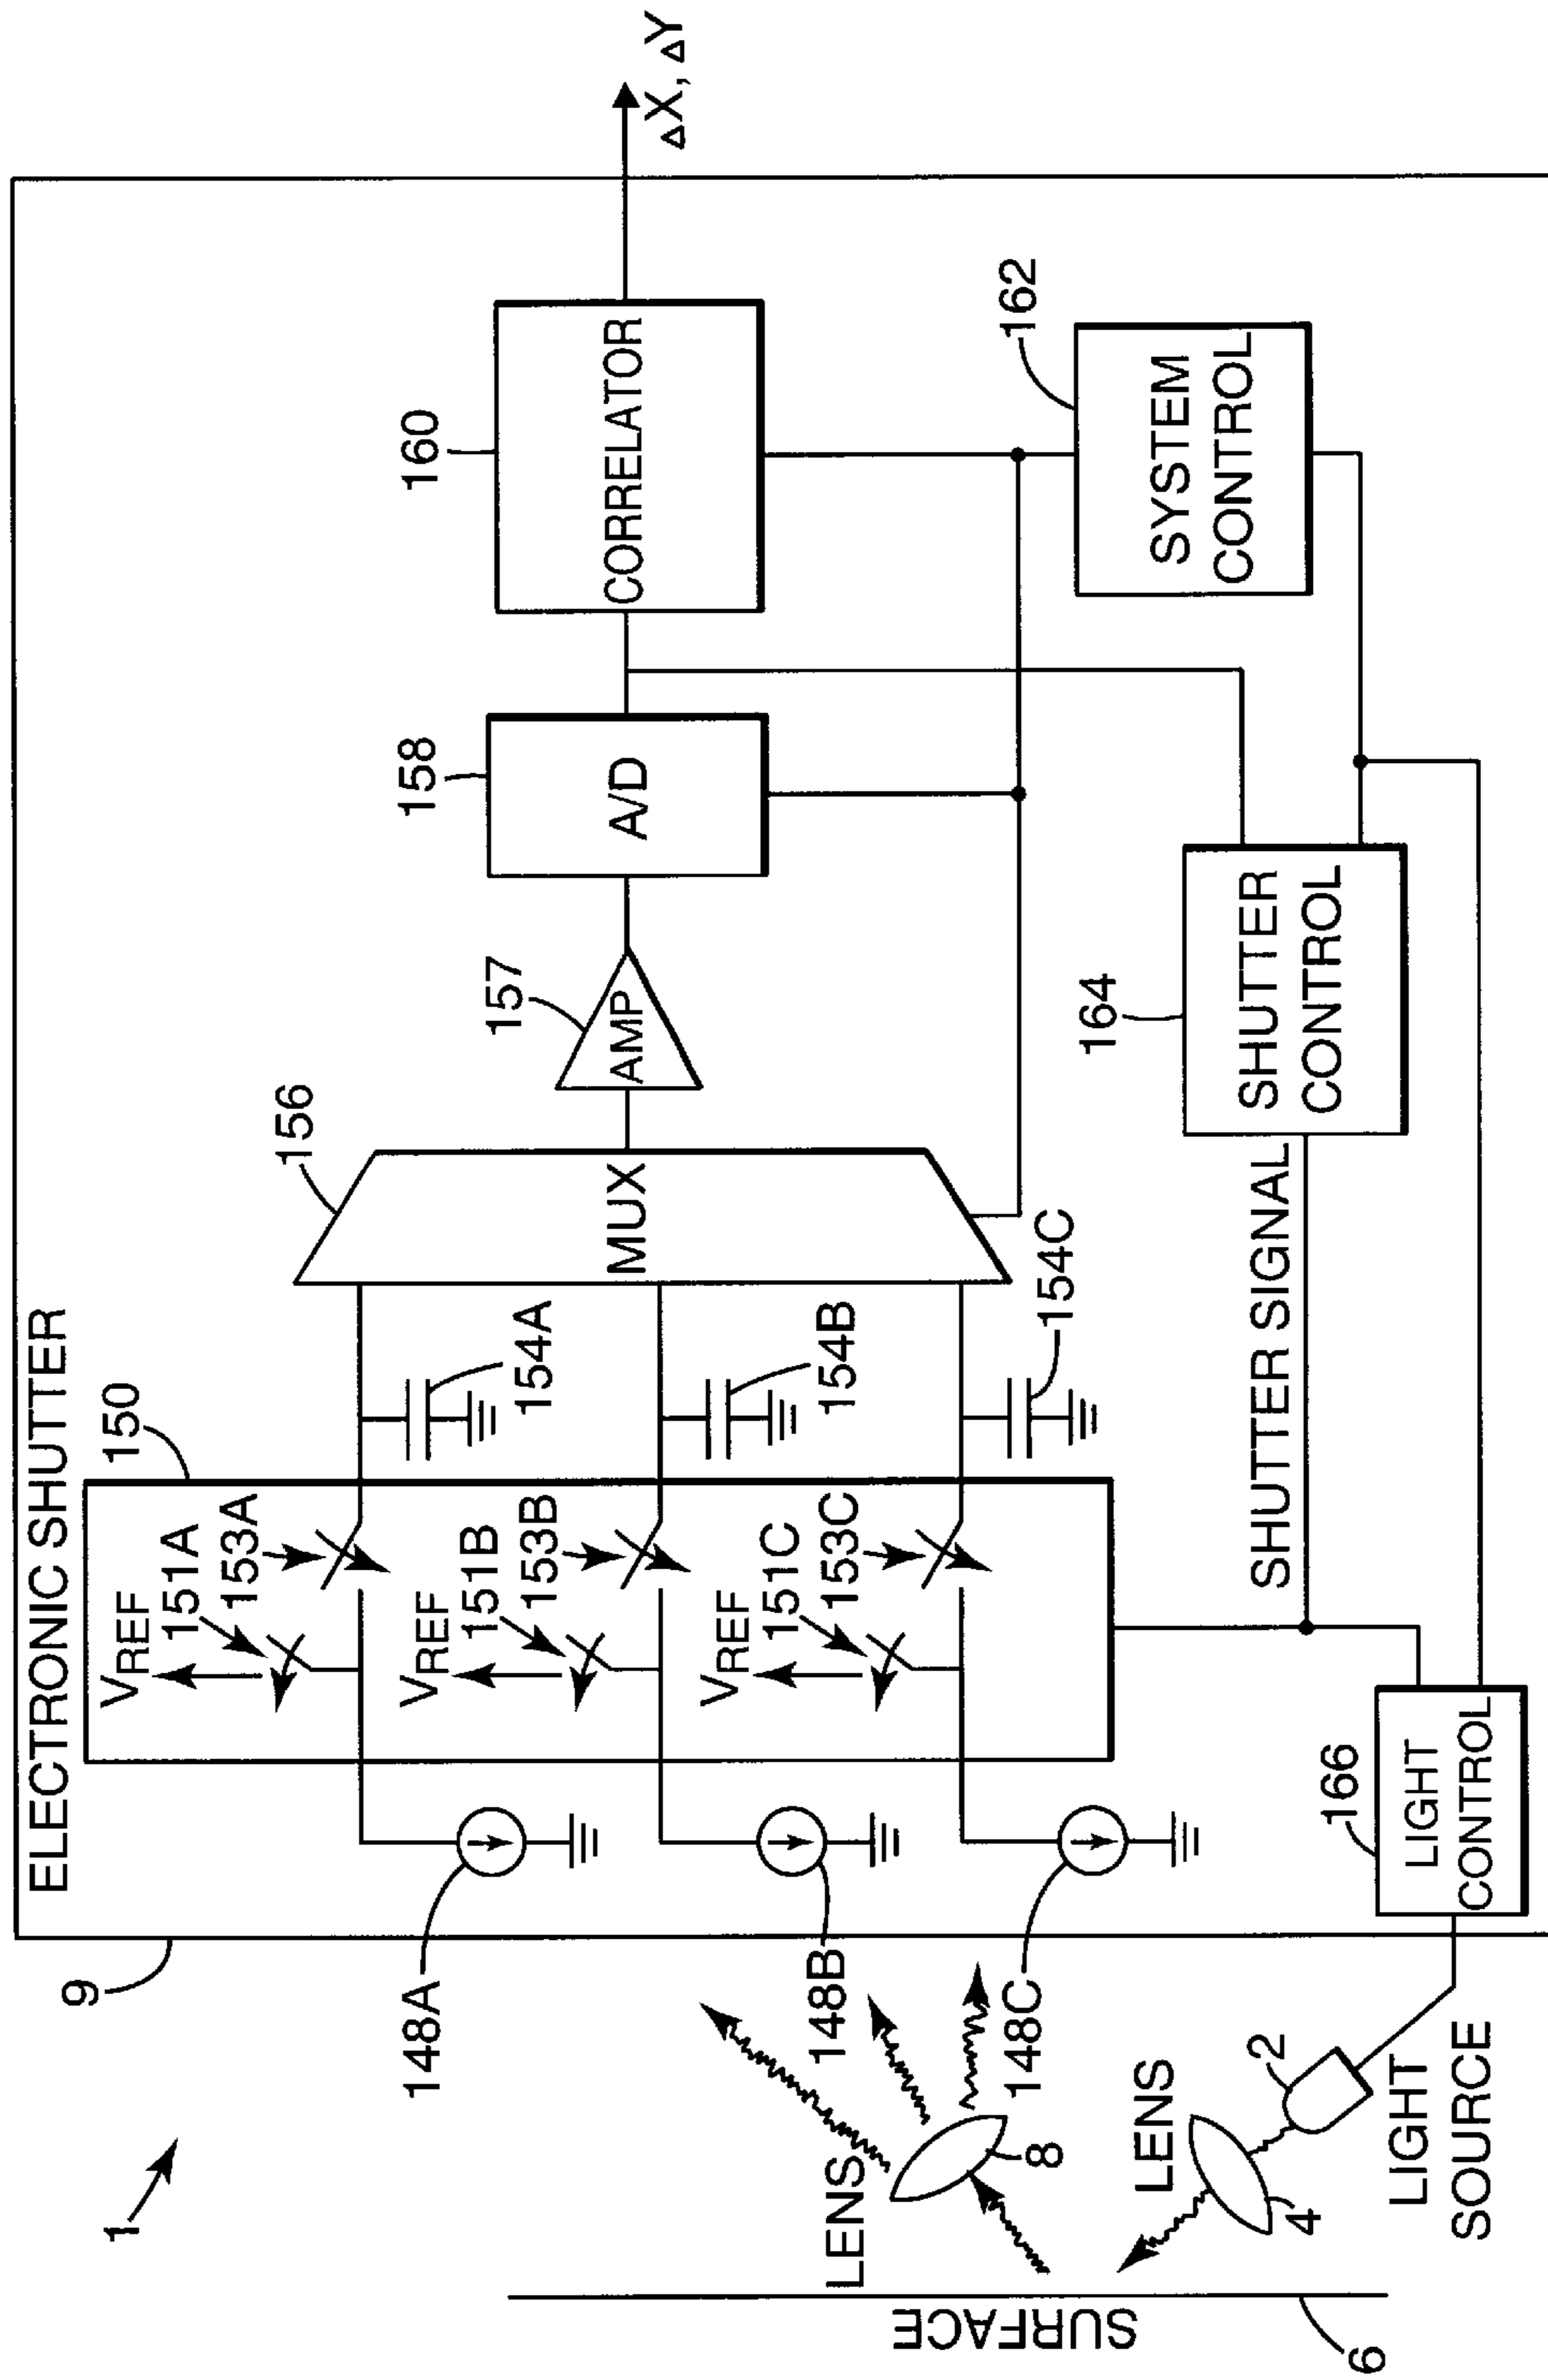 1
9
ELECTRONIC SHUTTER
150
156
VREF
151A
153A
154A
VREF
151B
153B
154B
VREF
151C
153C
154C
MUX
157
AMP
158
A/D
160
CORRELATOR
ΔX, ΔY
148A
148B
148C
162
SYSTEM
CONTROL
164
SHUTTER
CONTROL
SHUTTER SIGNAL
166
LIGHT
CONTROL
LENS
8
LENS
4
2
LIGHT
SOURCE
SURFACE
6